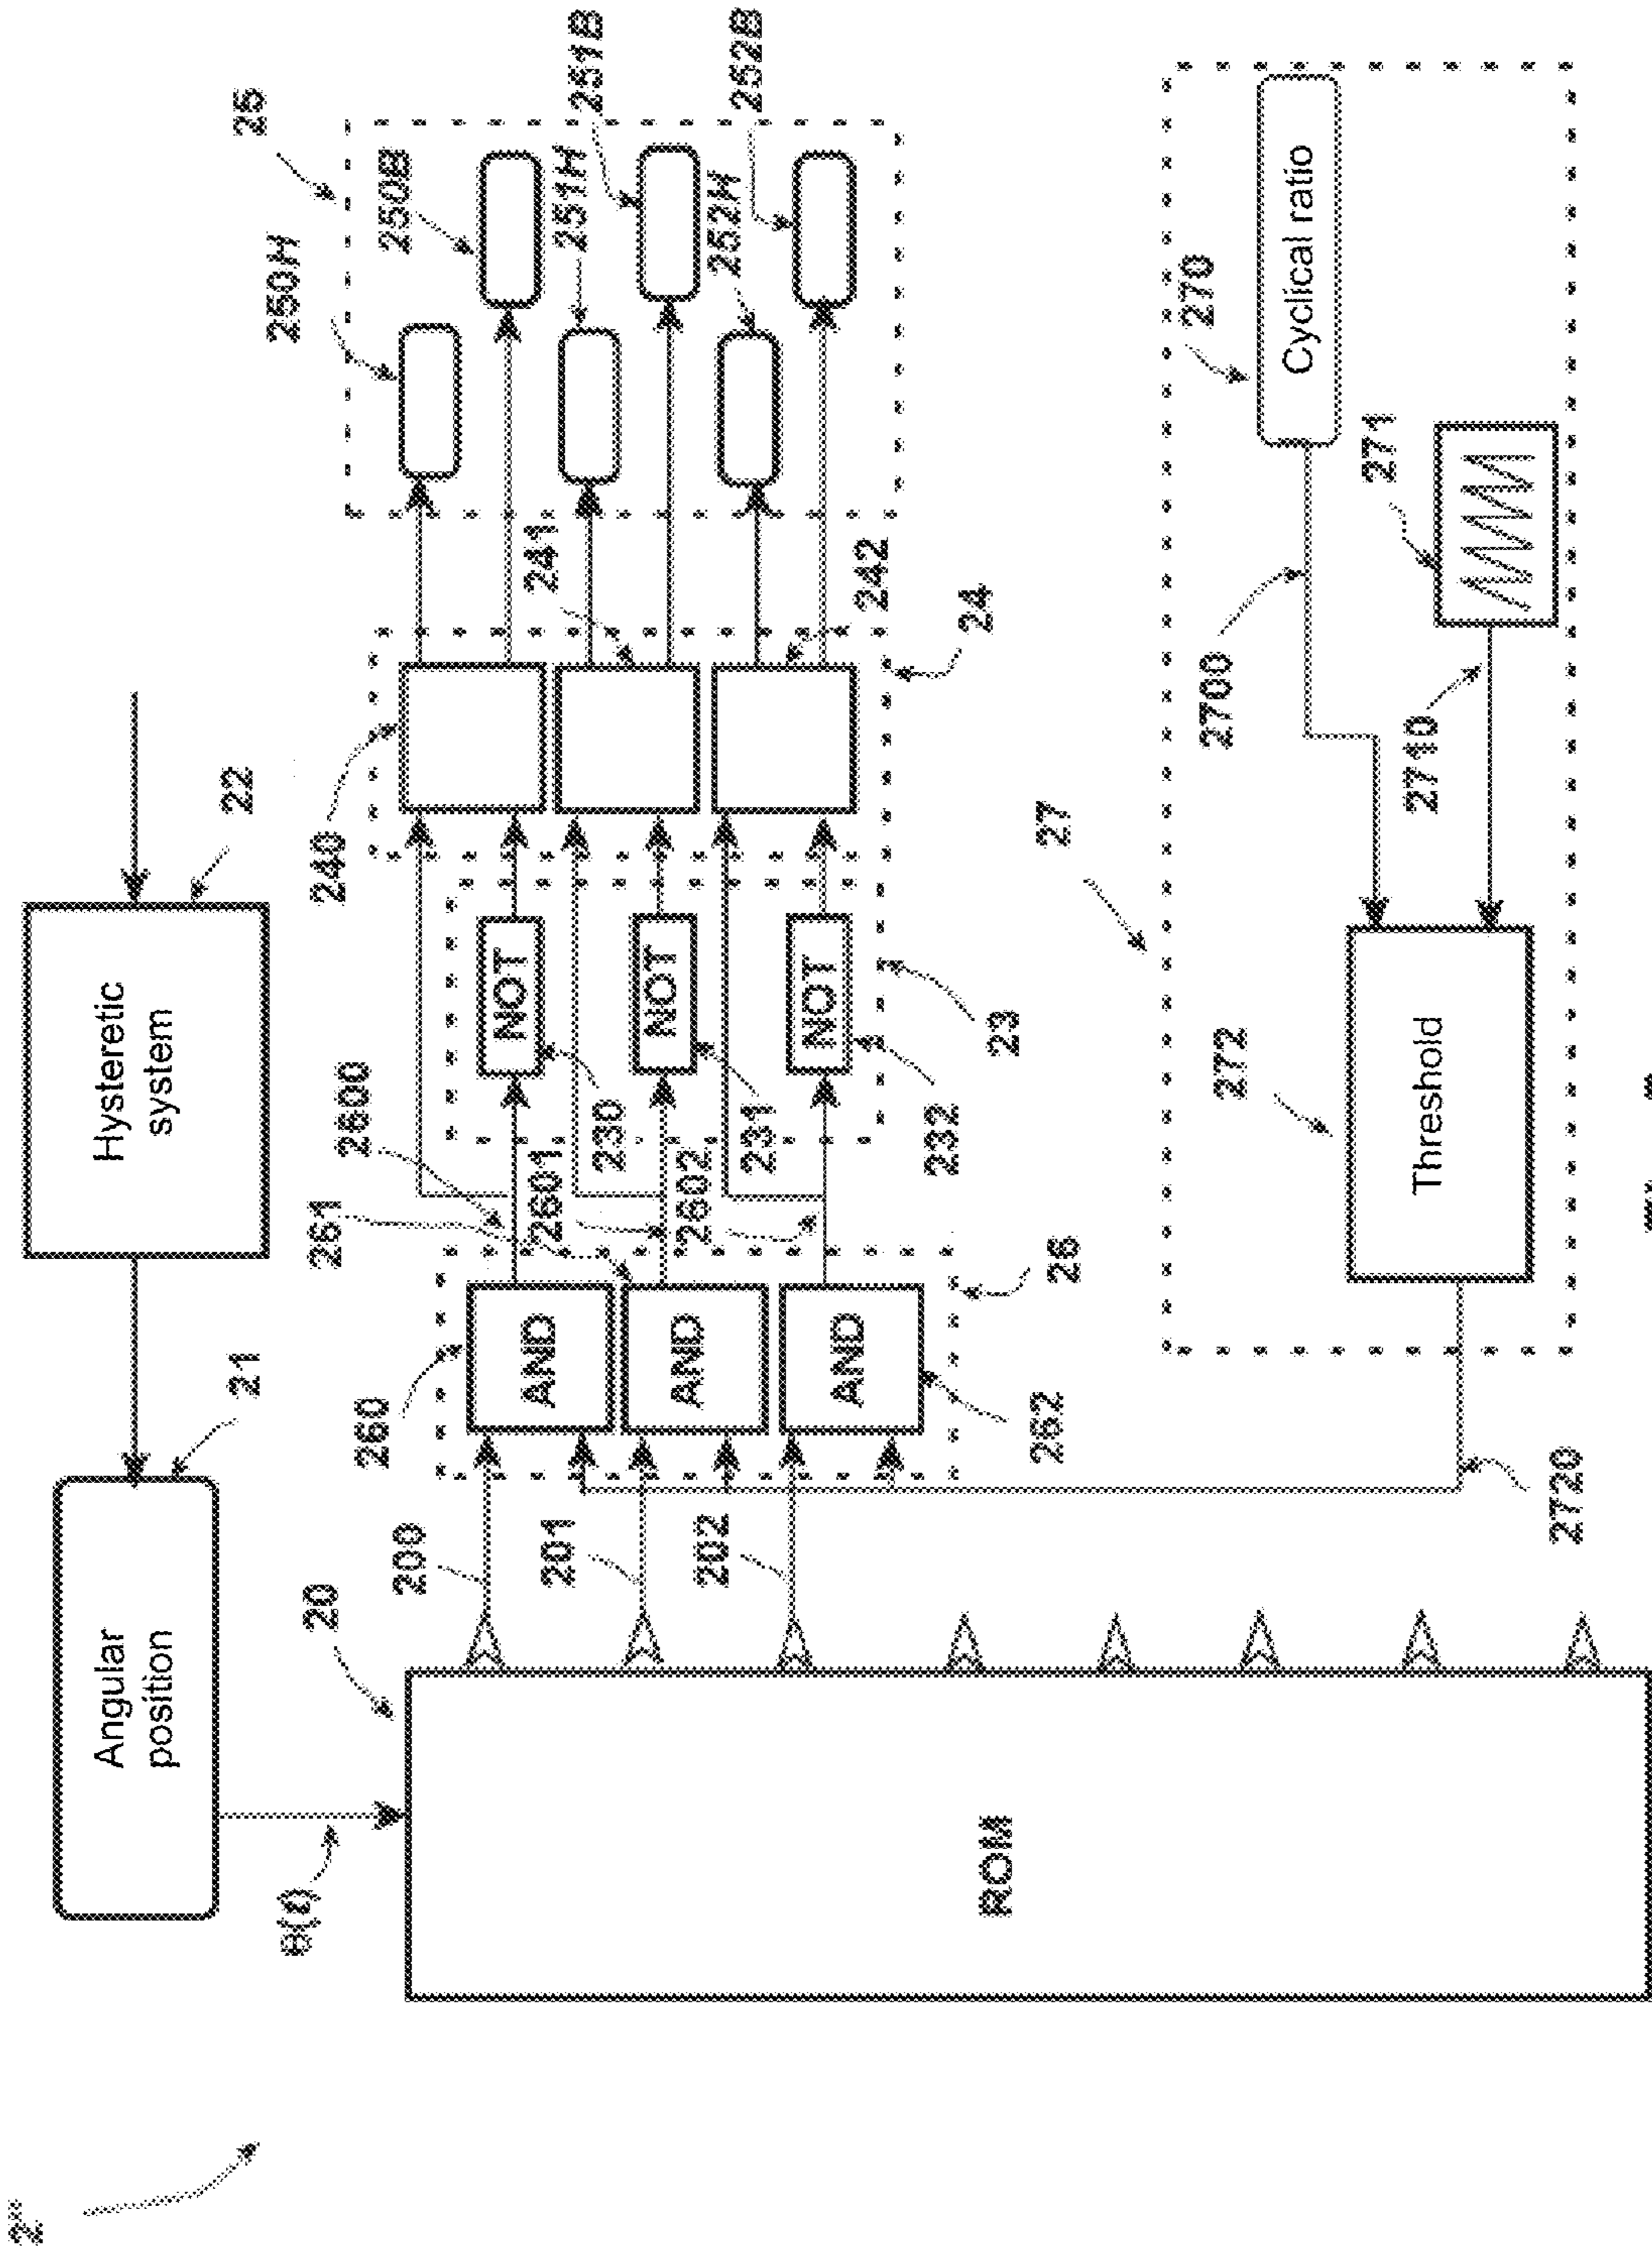 2"
Angular
position
21
Hysteretic
system
22
θ(t)
20
ROM
200
201
202
260
261
262
26
AND
AND
AND
2600
2601
2602
230
231
232
23
NOT
NOT
NOT
240
241
242
24
25
250H
250B
251H
251B
252H
252B
27
270
Cyclical ratio
2700
271
2710
272
Threshold
2720